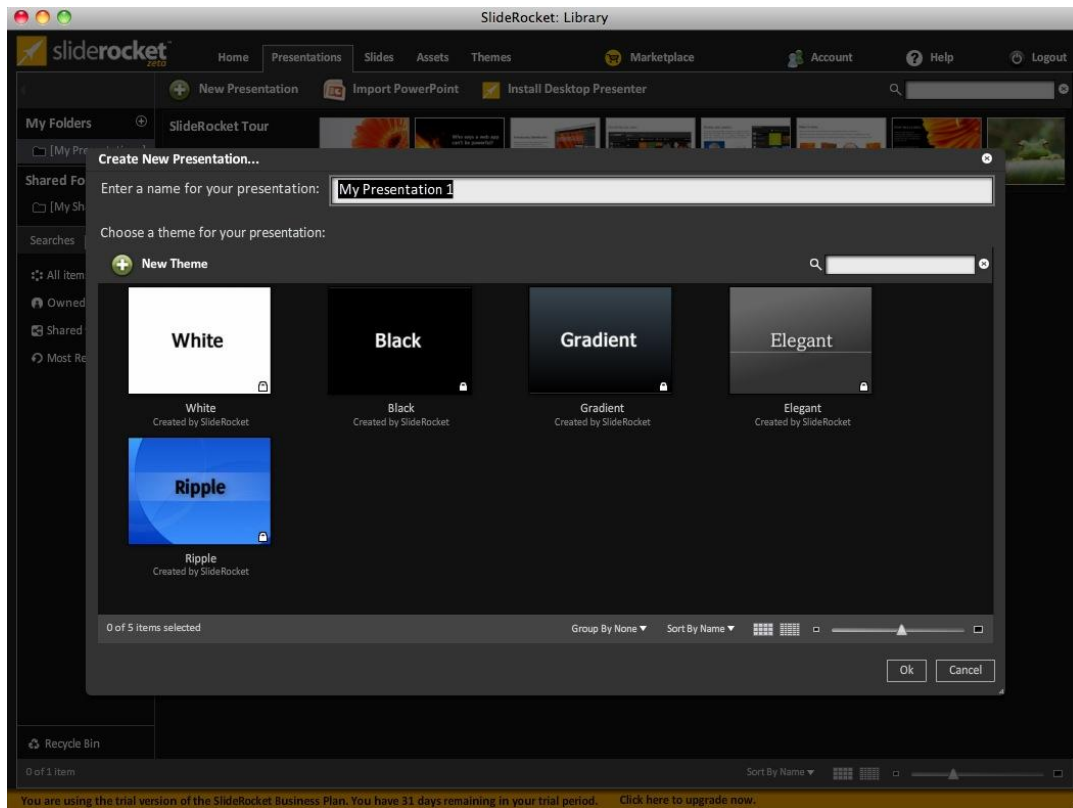 SlideRocket: Library
sliderocket
zeta
Home Presentations Slides Assets Themes Marketplace Account Help Logout
New Presentation Import PowerPoint Install Desktop Presenter
My Folders SlideRocket Tour
[My Pre
Shared Fo
[My Sh
Searches
All item
Owned
Shared
Most Re
Create New Presentation...
Enter a name for your presentation: My Presentation 1
Choose a theme for your presentation:
New Theme
White Black Gradient Elegant
White Black Gradient Elegant
Created by SlideRocket Created by SlideRocket Created by SlideRocket Created by SlideRocket
Ripple
Ripple
Created by SlideRocket
0 of 5 items selected Group By None Sort By Name
Ok Cancel
Recycle Bin
0 of 1 item Sort By Name
You are using the trial version of the SlideRocket Business Plan. You have 31 days remaining in your trial period. Click here to upgrade now.